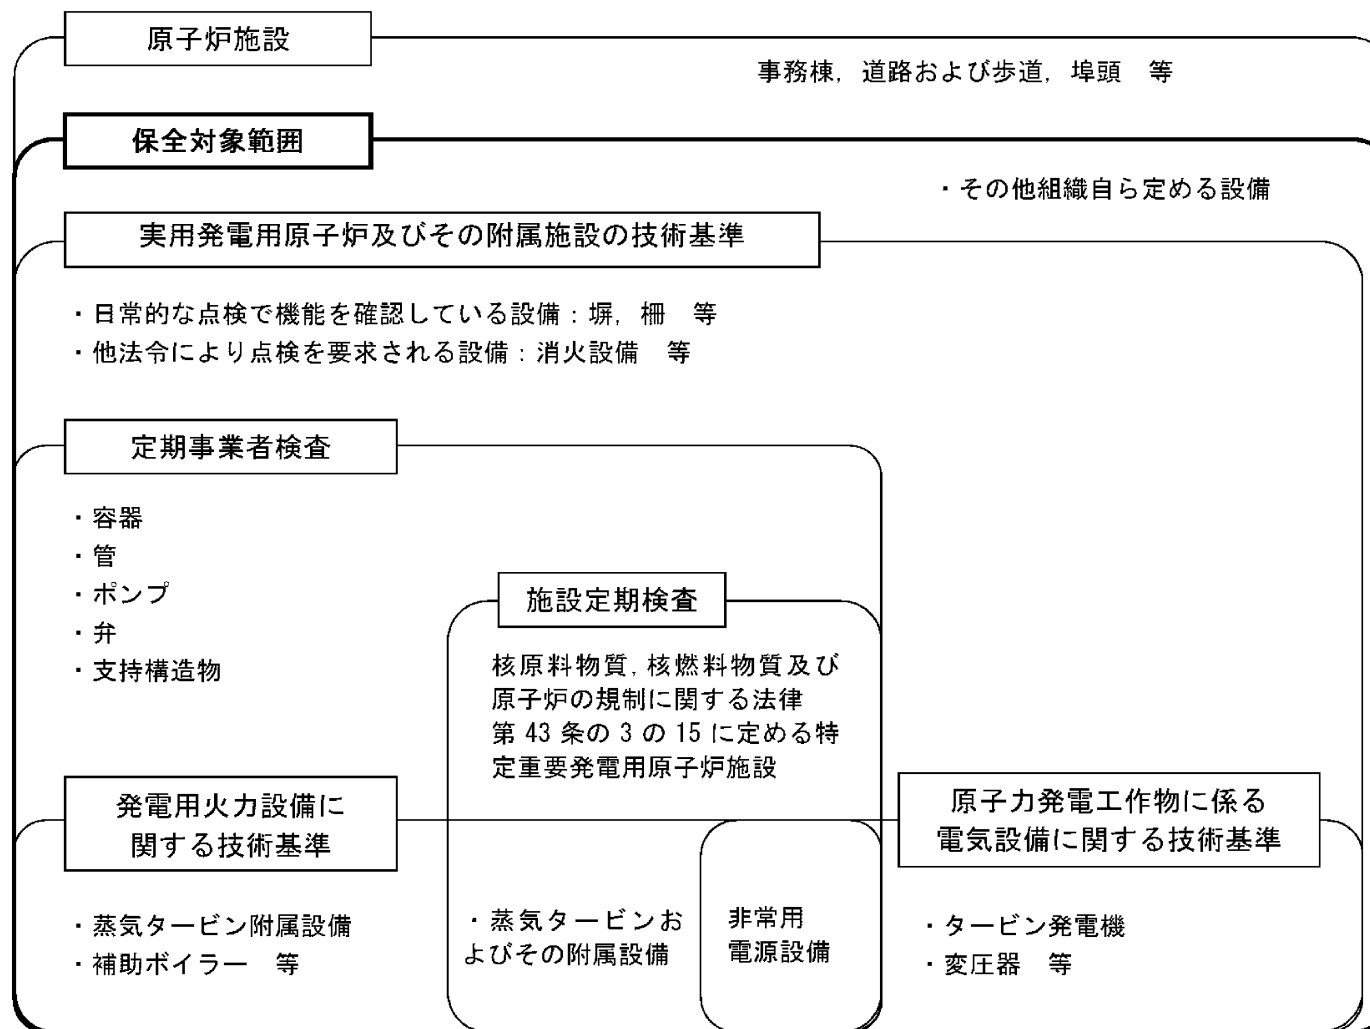 原子炉施設
事務棟，道路および歩道，埠頭　等
保全対象範囲
・その他組織自ら定める設備
実用発電用原子炉及びその附属施設の技術基準
・日常的な点検で機能を確認している設備：塀，柵　等
・他法令により点検を要求される設備：消火設備　等
定期事業者検査
・容器
・管
・ポンプ
・弁
・支持構造物
施設定期検査
核原料物質，核燃料物質及び
原子炉の規制に関する法律
第 43 条の 3 の 15 に定める特
定重要発電用原子炉施設
発電用火力設備に
関する技術基準
原子力発電工作物に係る
電気設備に関する技術基準
・蒸気タービン附属設備
・補助ボイラー　等
・蒸気タービンお
よびその附属設備
非常用
電源設備
・タービン発電機
・変圧器　等